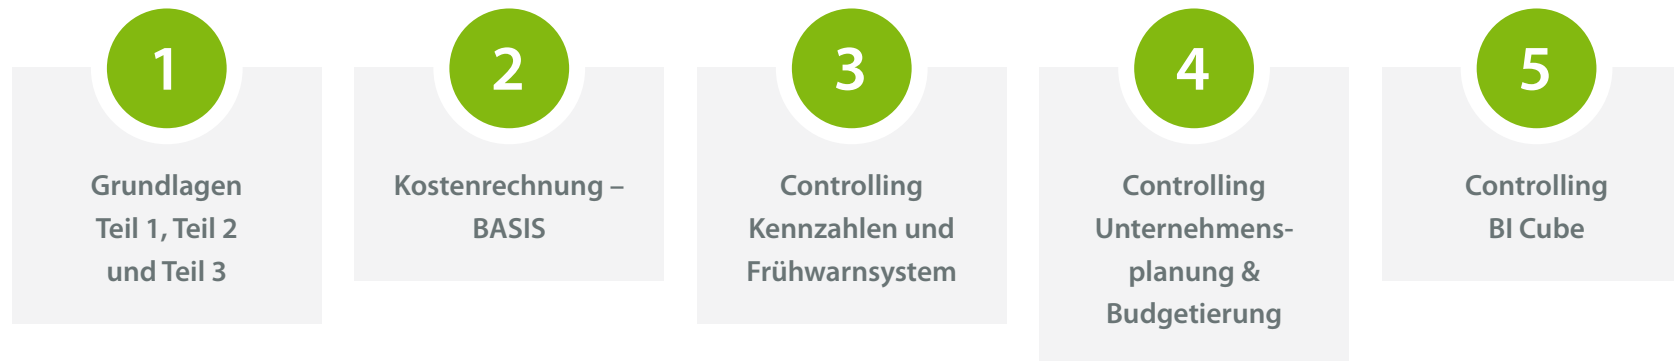 1
Grundlagen
Teil 1, Teil 2
und Teil 3
2
Kostenrechnung –
BASIS
3
Controlling
Kennzahlen und
Frühwarnsystem
4
Controlling
Unternehmens-
planung &
Budgetierung
5
Controlling
BI Cube